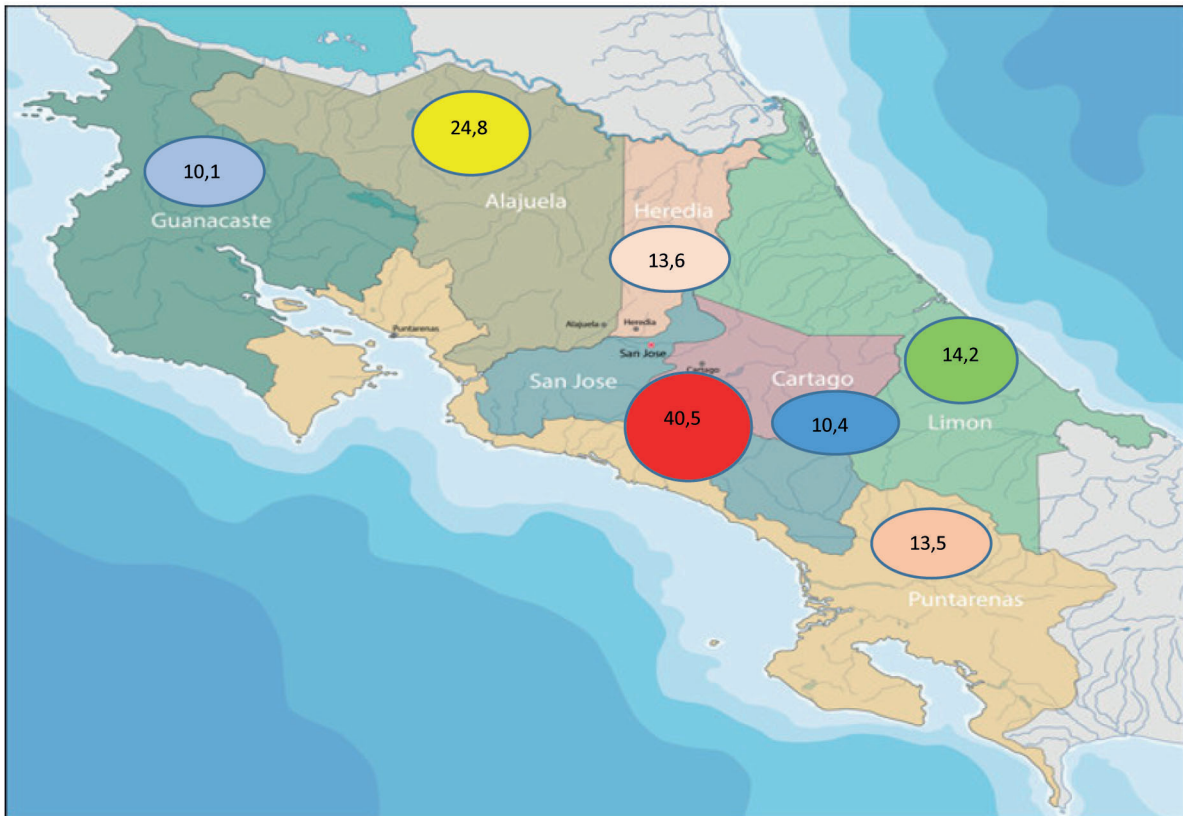 24,8
10,1
Alajuela
Heredia
Guanacaste
13,6
Alajuela
Heredia
Puntarenas
San Jose
14,2
Cartago
San Jose
Cartago
40,5
10,4
Limon
13,5
Puntarenas